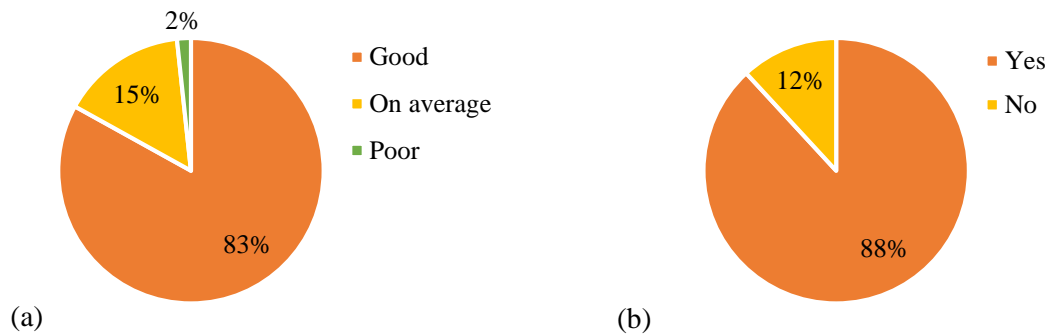 2%
Good
15%
On average
Poor
83%
(a)
Yes
12%
No
88%
(b)